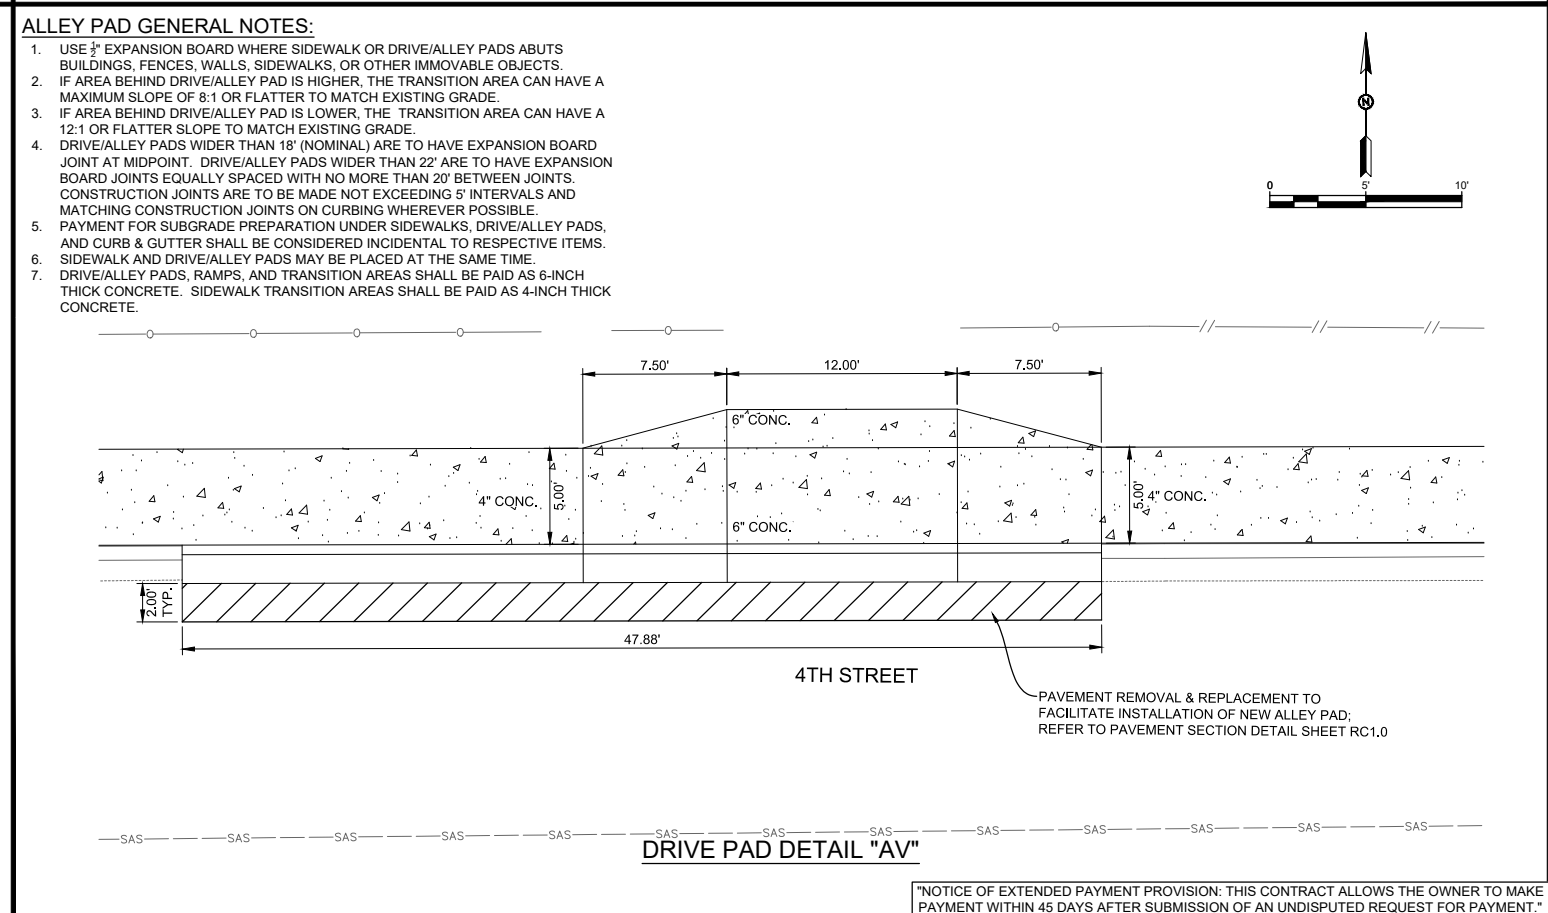 ALLEY PAD GENERAL NOTES:
1. USE ½" EXPANSION BOARD WHERE SIDEWALK OR DRIVE/ALLEY PADS ABUTS
BUILDINGS, FENCES, WALLS, SIDEWALKS, OR OTHER IMMOVABLE OBJECTS.
2. IF AREA BEHIND DRIVE/ALLEY PAD IS HIGHER, THE TRANSITION AREA CAN HAVE A
MAXIMUM SLOPE OF 8:1 OR FLATTER TO MATCH EXISTING GRADE.
3. IF AREA BEHIND DRIVE/ALLEY PAD IS LOWER, THE TRANSITION AREA CAN HAVE A
12:1 OR FLATTER SLOPE TO MATCH EXISTING GRADE.
4. DRIVE/ALLEY PADS WIDER THAN 18' (NOMINAL) ARE TO HAVE EXPANSION BOARD
JOINT AT MIDPOINT. DRIVE/ALLEY PADS WIDER THAN 22' ARE TO HAVE EXPANSION
BOARD JOINTS EQUALLY SPACED WITH NO MORE THAN 20' BETWEEN JOINTS.
CONSTRUCTION JOINTS ARE TO BE MADE NOT EXCEEDING 5' INTERVALS AND
MATCHING CONSTRUCTION JOINTS ON CURBING WHEREVER POSSIBLE.
5. PAYMENT FOR SUBGRADE PREPARATION UNDER SIDEWALKS, DRIVE/ALLEY PADS,
AND CURB & GUTTER SHALL BE CONSIDERED INCIDENTAL TO RESPECTIVE ITEMS.
6. SIDEWALK AND DRIVE/ALLEY PADS MAY BE PLACED AT THE SAME TIME.
7. DRIVE/ALLEY PADS, RAMPS, AND TRANSITION AREAS SHALL BE PAID AS 6-INCH
THICK CONCRETE. SIDEWALK TRANSITION AREAS SHALL BE PAID AS 4-INCH THICK
CONCRETE.
N
0 5' 10'
7.50' 12.00' 7.50'
6" CONC.
4" CONC. 5.00' 5.00' 4" CONC.
6" CONC.
2.00'
TYP.
47.88'
4TH STREET
PAVEMENT REMOVAL & REPLACEMENT TO
FACILITATE INSTALLATION OF NEW ALLEY PAD;
REFER TO PAVEMENT SECTION DETAIL SHEET RC1.0
SAS SAS SAS SAS SAS SAS SAS SAS SAS SAS SAS SAS SAS
DRIVE PAD DETAIL "AV"
"NOTICE OF EXTENDED PAYMENT PROVISION: THIS CONTRACT ALLOWS THE OWNER TO MAKE
PAYMENT WITHIN 45 DAYS AFTER SUBMISSION OF AN UNDISPUTED REQUEST FOR PAYMENT."